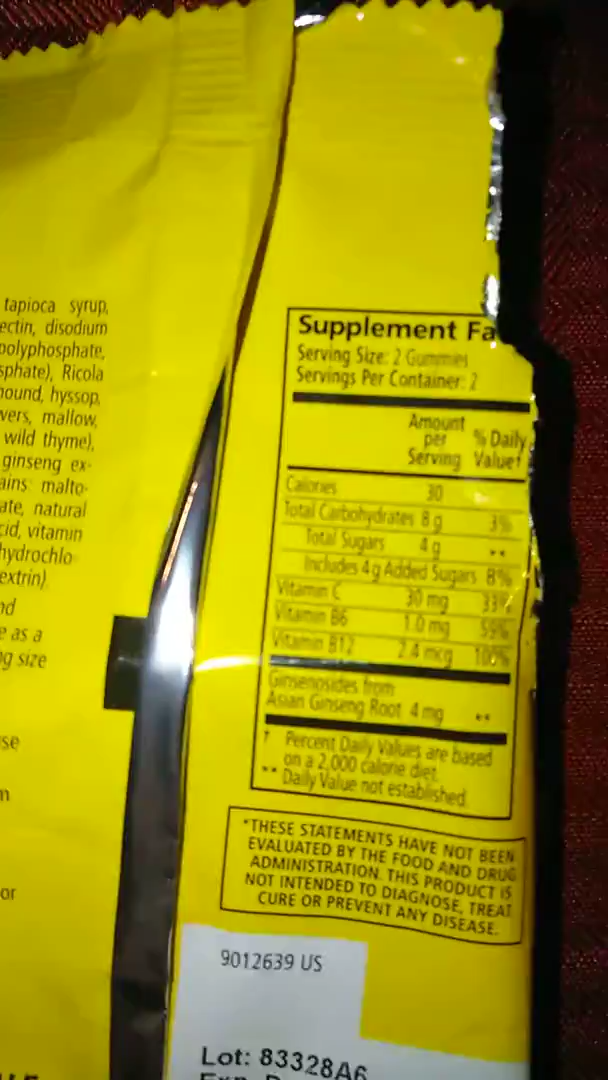 tapioca syrup,
ectin, disodium
polyphosphate,
sphate), Ricola
hound, hyssop,
vers, mallow,
wild thyme),
ginseng ex-
ains: malto-
ate, natural
cid, vitamin
hydrochlo-
extrin).
nd
e as a
ng size
se
m
or
Supplement Fa
Serving Size: 2 Gummies
Servings Per Container: 2
Amount
per % Daily
Serving Value†
Calories 30
Total Carbohydrates 8 g 3%
Total Sugars 4 g **
Includes 4 g Added Sugars 8%
Vitamin C 30 mg 33%
Vitamin B6 1.0 mg 59%
Vitamin B12 2.4 mcg 100%
Ginsenosides from
Asian Ginseng Root 4 mg **
† Percent Daily Values are based
on a 2,000 calorie diet.
** Daily Value not established.
*THESE STATEMENTS HAVE NOT BEEN
EVALUATED BY THE FOOD AND DRUG
ADMINISTRATION. THIS PRODUCT IS
NOT INTENDED TO DIAGNOSE, TREAT,
CURE OR PREVENT ANY DISEASE.
9012639 US
Lot: 83328A6